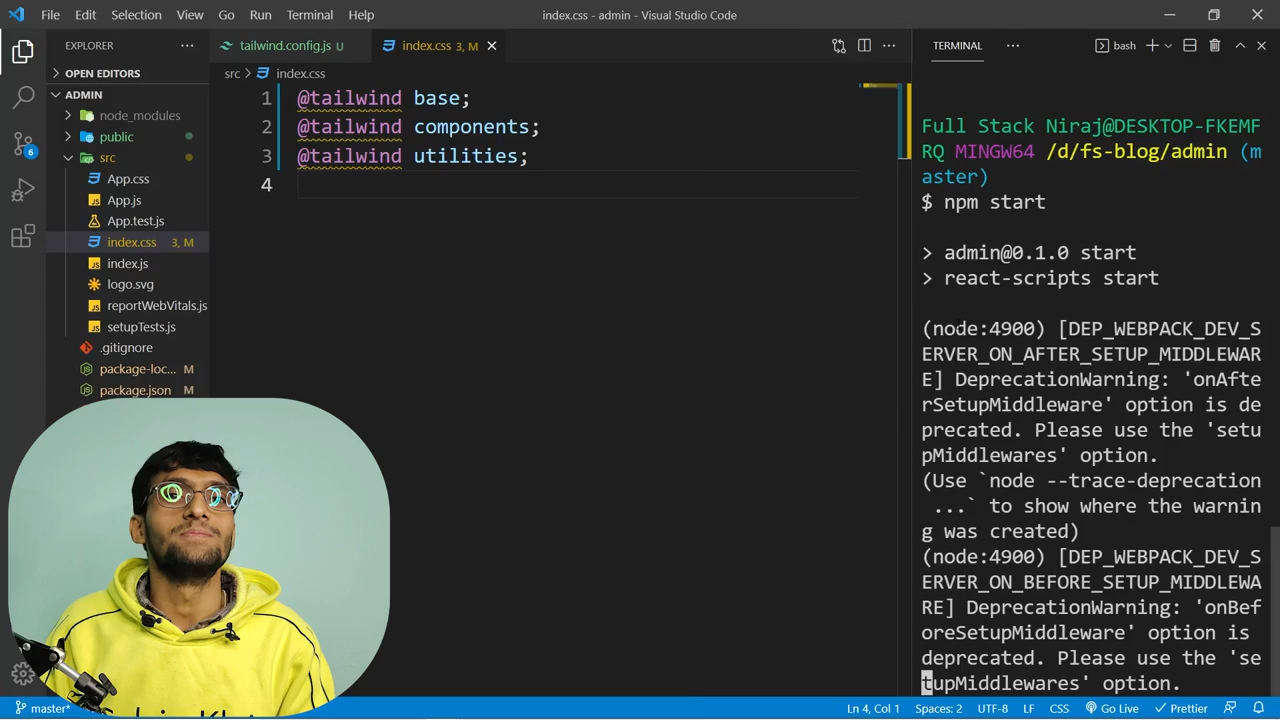 File Edit Selection View Go Run Terminal Help
index.css - admin - Visual Studio Code
EXPLORER
OPEN EDITORS
ADMIN
node_modules
public
src
App.css
App.js
App.test.js
index.css 3, M
index.js
logo.svg
reportWebVitals.js
setupTests.js
.gitignore
package-loc... M
package.json M
6
tailwind.config.js U
index.css 3, M
src > index.css
1 @tailwind base;
2 @tailwind components;
3 @tailwind utilities;
4
TERMINAL
bash
Full Stack Niraj@DESKTOP-FKEMF
RQ MINGW64 /d/fs-blog/admin (m
aster)
$ npm start
> admin@0.1.0 start
> react-scripts start
(node:4900) [DEP_WEBPACK_DEV_S
ERVER_ON_AFTER_SETUP_MIDDLEWAR
E] DeprecationWarning: 'onAfte
rSetupMiddleware' option is de
precated. Please use the 'setu
pMiddlewares' option.
(Use `node --trace-deprecation
...` to show where the warnin
g was created)
(node:4900) [DEP_WEBPACK_DEV_S
ERVER_ON_BEFORE_SETUP_MIDDLEWA
RE] DeprecationWarning: 'onBef
oreSetupMiddleware' option is
deprecated. Please use the 'se
tupMiddlewares' option.
master*
Ln 4, Col 1
Spaces: 2
UTF-8
LF
CSS
Go Live
Prettier